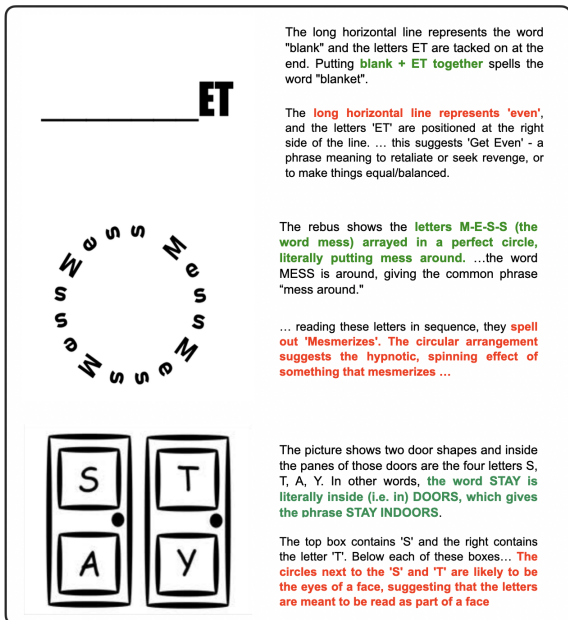 The long horizontal line represents the word
"blank" and the letters ET are tacked on at the
end. Putting blank + ET together spells the
word "blanket".
ET
The long horizontal line represents 'even',
and the letters 'ET' are positioned at the right
side of the line. … this suggests 'Get Even' - a
phrase meaning to retaliate or seek revenge, or
to make things equal/balanced.
Mess Mess Mess Mess
The rebus shows the letters M-E-S-S (the
word mess) arrayed in a perfect circle,
literally putting mess around. …the word
MESS is around, giving the common phrase
“mess around."
… reading these letters in sequence, they spell
out 'Mesmerizes'. The circular arrangement
suggests the hypnotic, spinning effect of
something that mesmerizes …
S T
A Y
The picture shows two door shapes and inside
the panes of those doors are the four letters S,
T, A, Y. In other words, the word STAY is
literally inside (i.e. in) DOORS, which gives
the phrase STAY INDOORS.
The top box contains 'S' and the right contains
the letter 'T'. Below each of these boxes… The
circles next to the 'S' and 'T' are likely to be
the eyes of a face, suggesting that the letters
are meant to be read as part of a face